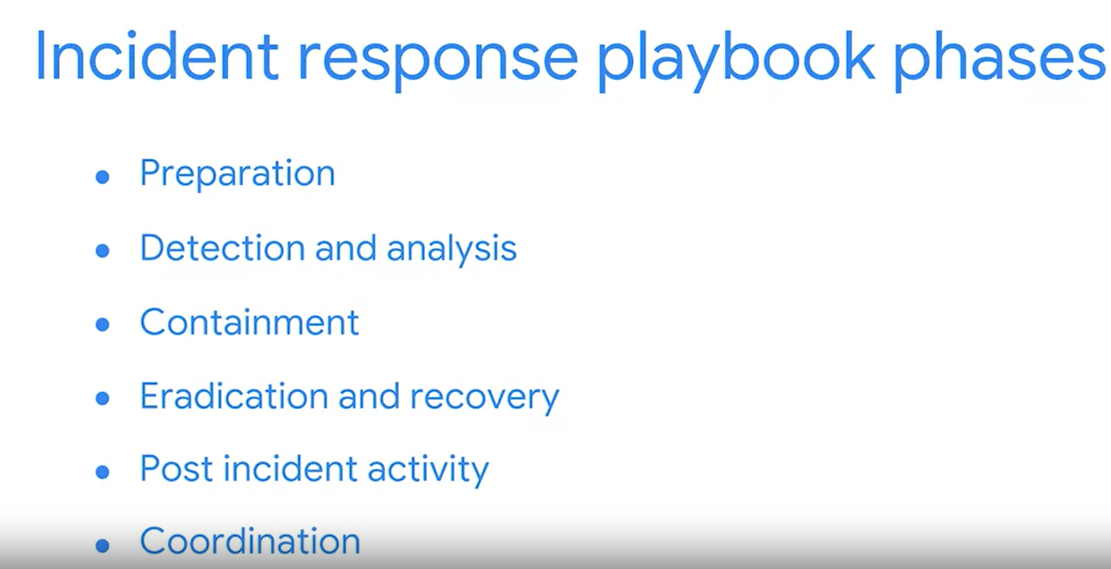 Incident response playbook phases
• Preparation
• Detection and analysis
• Containment
• Eradication and recovery
• Post incident activity
• Coordination